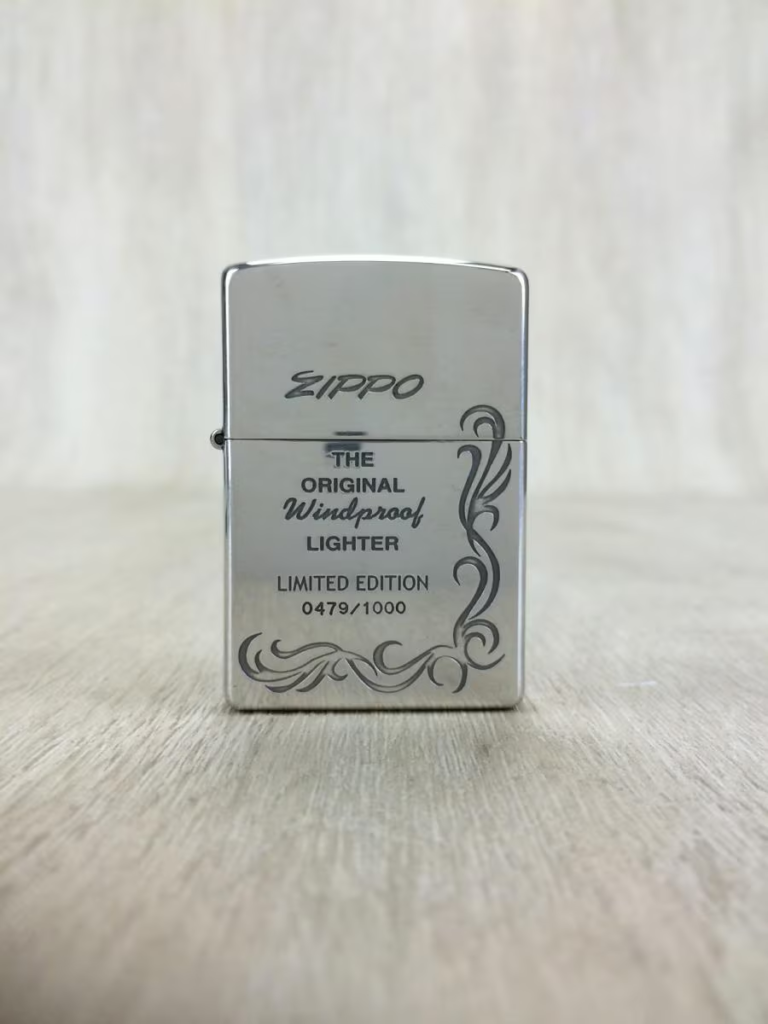 ZIPPO
THE
ORIGINAL
Windproof
LIGHTER
LIMITED EDITION
0479/1000